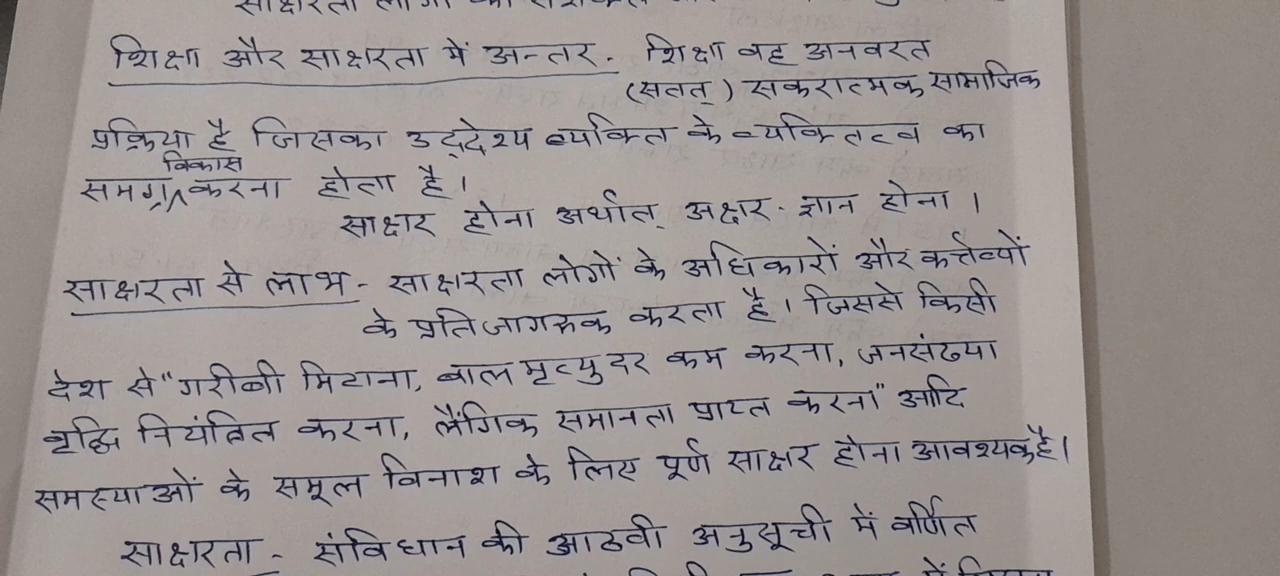 साक्षरता लोगों को
शिक्षा और साक्षरता में अन्तर - शिक्षा वह अनवरत
(सतत्) सकरात्मक सामाजिक
प्रक्रिया है जिसका उद्देश्य व्यक्ति के व्यक्तित्व का
विकास
समग्र ^ करना होता है।
साक्षर होना अर्थात् अक्षर - ज्ञान होना ।
साक्षरता से लाभ - साक्षरता लोगों के अधिकारों और कर्त्तव्यों
के प्रति जागरूक करता है। जिससे किसी
देश से "गरीबी मिटाना, बाल मृत्यु दर कम करना, जनसंख्या
वृद्धि नियंत्रित करना, लैंगिक समानता प्राप्त करना" आदि
समस्याओं के समूल विनाश के लिए पूर्ण साक्षर होना आवश्यक है।
साक्षरता - संविधान की आठवी अनुसूची में वर्णित
में